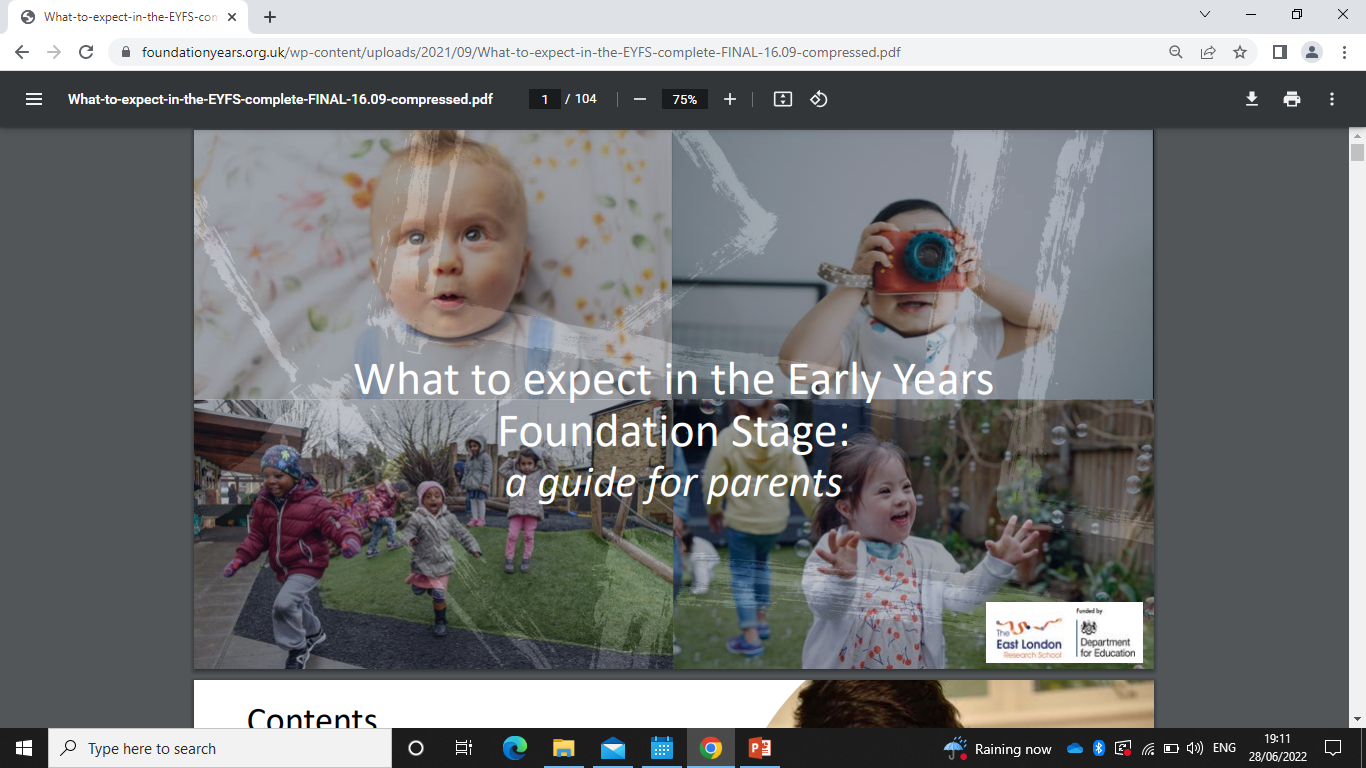 What-to-expect-in-the-EYFS-con
foundationyears.org.uk/wp-content/uploads/2021/09/What-to-expect-in-the-EYFS-complete-FINAL-16.09-compressed.pdf
What-to-expect-in-the-EYFS-complete-FINAL-16.09-compressed.pdf 1 / 104 75%
What to expect in the Early Years
Foundation Stage:
a guide for parents
The
East London
Research School
Funded by
Department
for Education
Contents
Type here to search
Raining now
ENG
19:11
28/06/2022